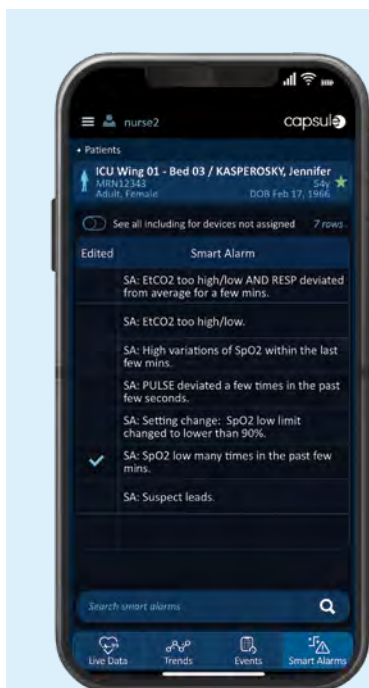 nurse2
capsule
Patients
ICU Wing 01 - Bed 03 / KASPEROSKY, Jennifer
MRN12343 54y
Adult, Female DOB Feb 17, 1966
See all including for devices not assigned 7 rows
Edited Smart Alarm
SA: EtCO2 too high/low AND RESP deviated
from average for a few mins.
SA: EtCO2 too high/low.
SA: High variations of SpO2 within the last
few mins.
SA: PULSE deviated a few times in the past
few seconds.
SA: Setting change: SpO2 low limit
changed to lower than 90%.
SA: SpO2 low many times in the past few
mins.
SA: Suspect leads.
Search smart alarms
Live Data Trends Events Smart Alarms